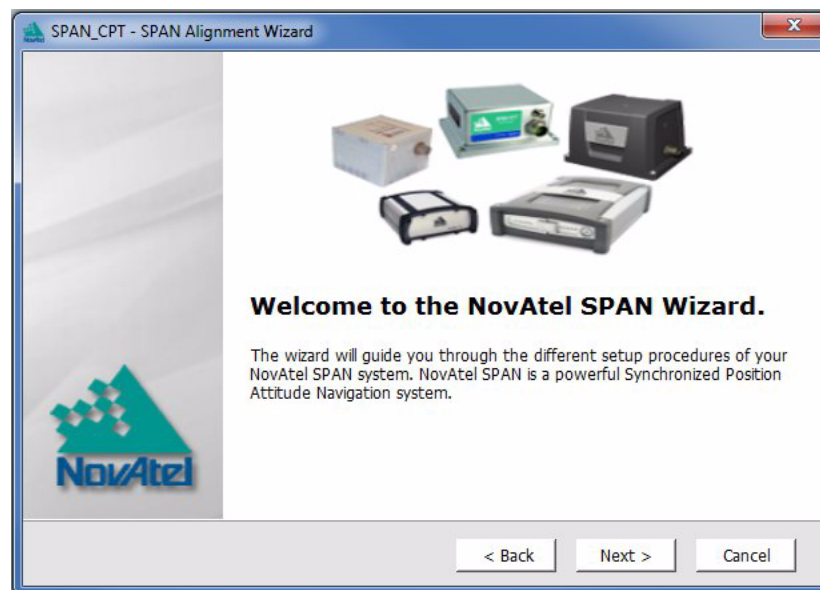 SPAN_CPT - SPAN Alignment Wizard
Welcome to the NovAtel SPAN Wizard.
The wizard will guide you through the different setup procedures of your
NovAtel SPAN system. NovAtel SPAN is a powerful Synchronized Position
Attitude Navigation system.
NovAtel
< Back
Next >
Cancel